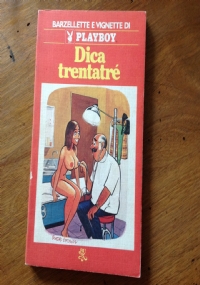 BARZELLETTE E VIGNETTE DI
PLAYBOY
Dica
trentatré